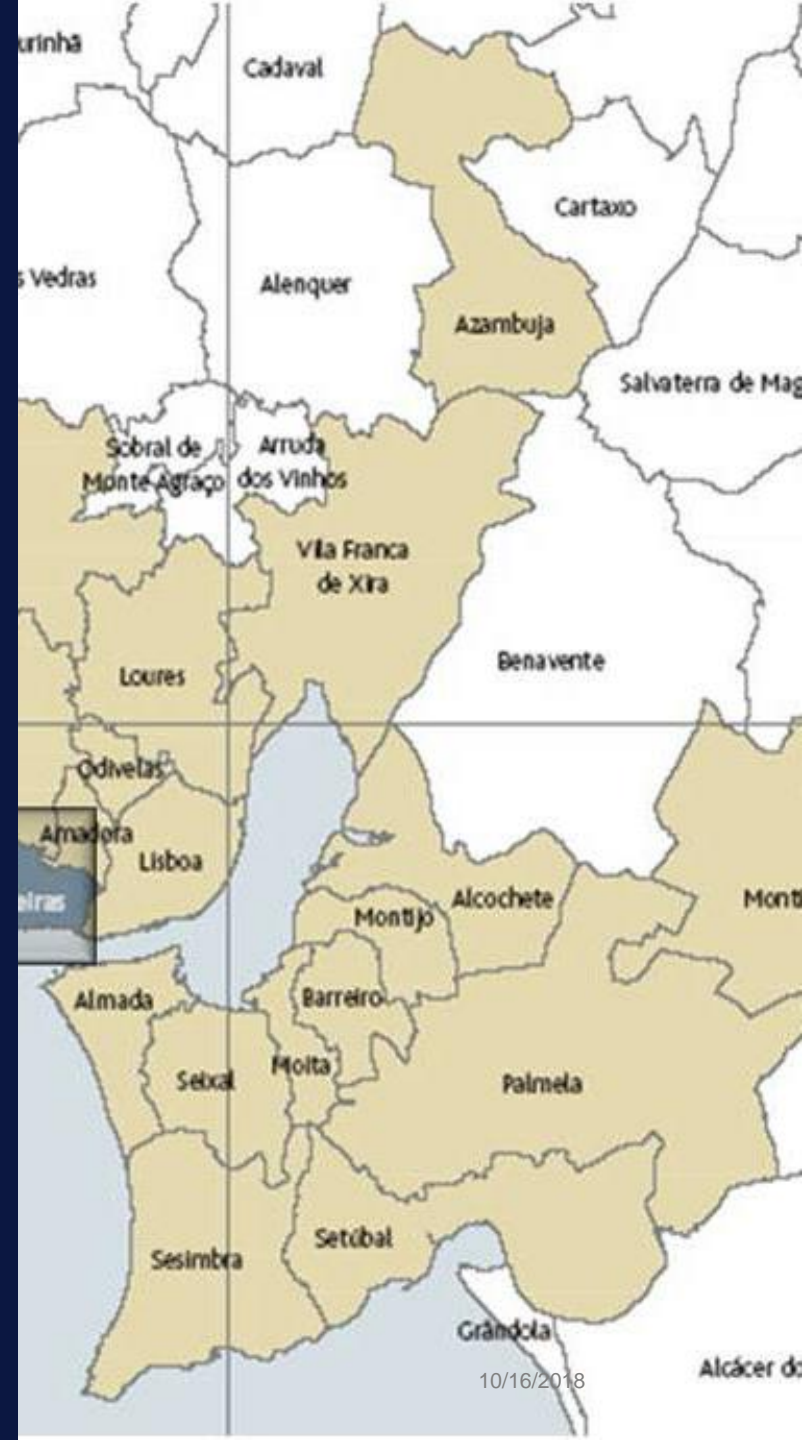 urinhã
Cadaval
Cartaxo
s Vedras
Alenquer
Azambuja
Salvaterra de Mag
Sobral de
Monte Agraço
Arruda
dos Vinhos
Vila Franca
de Xira
Benavente
Loures
Odivelas
Amadora
Lisboa
eiras
Alcochete
Monti
Montijo
Almada
Barreiro
Moita
Seixal
Palmela
Setúbal
Sesimbra
Grândola
Alcácer do
10/16/2018